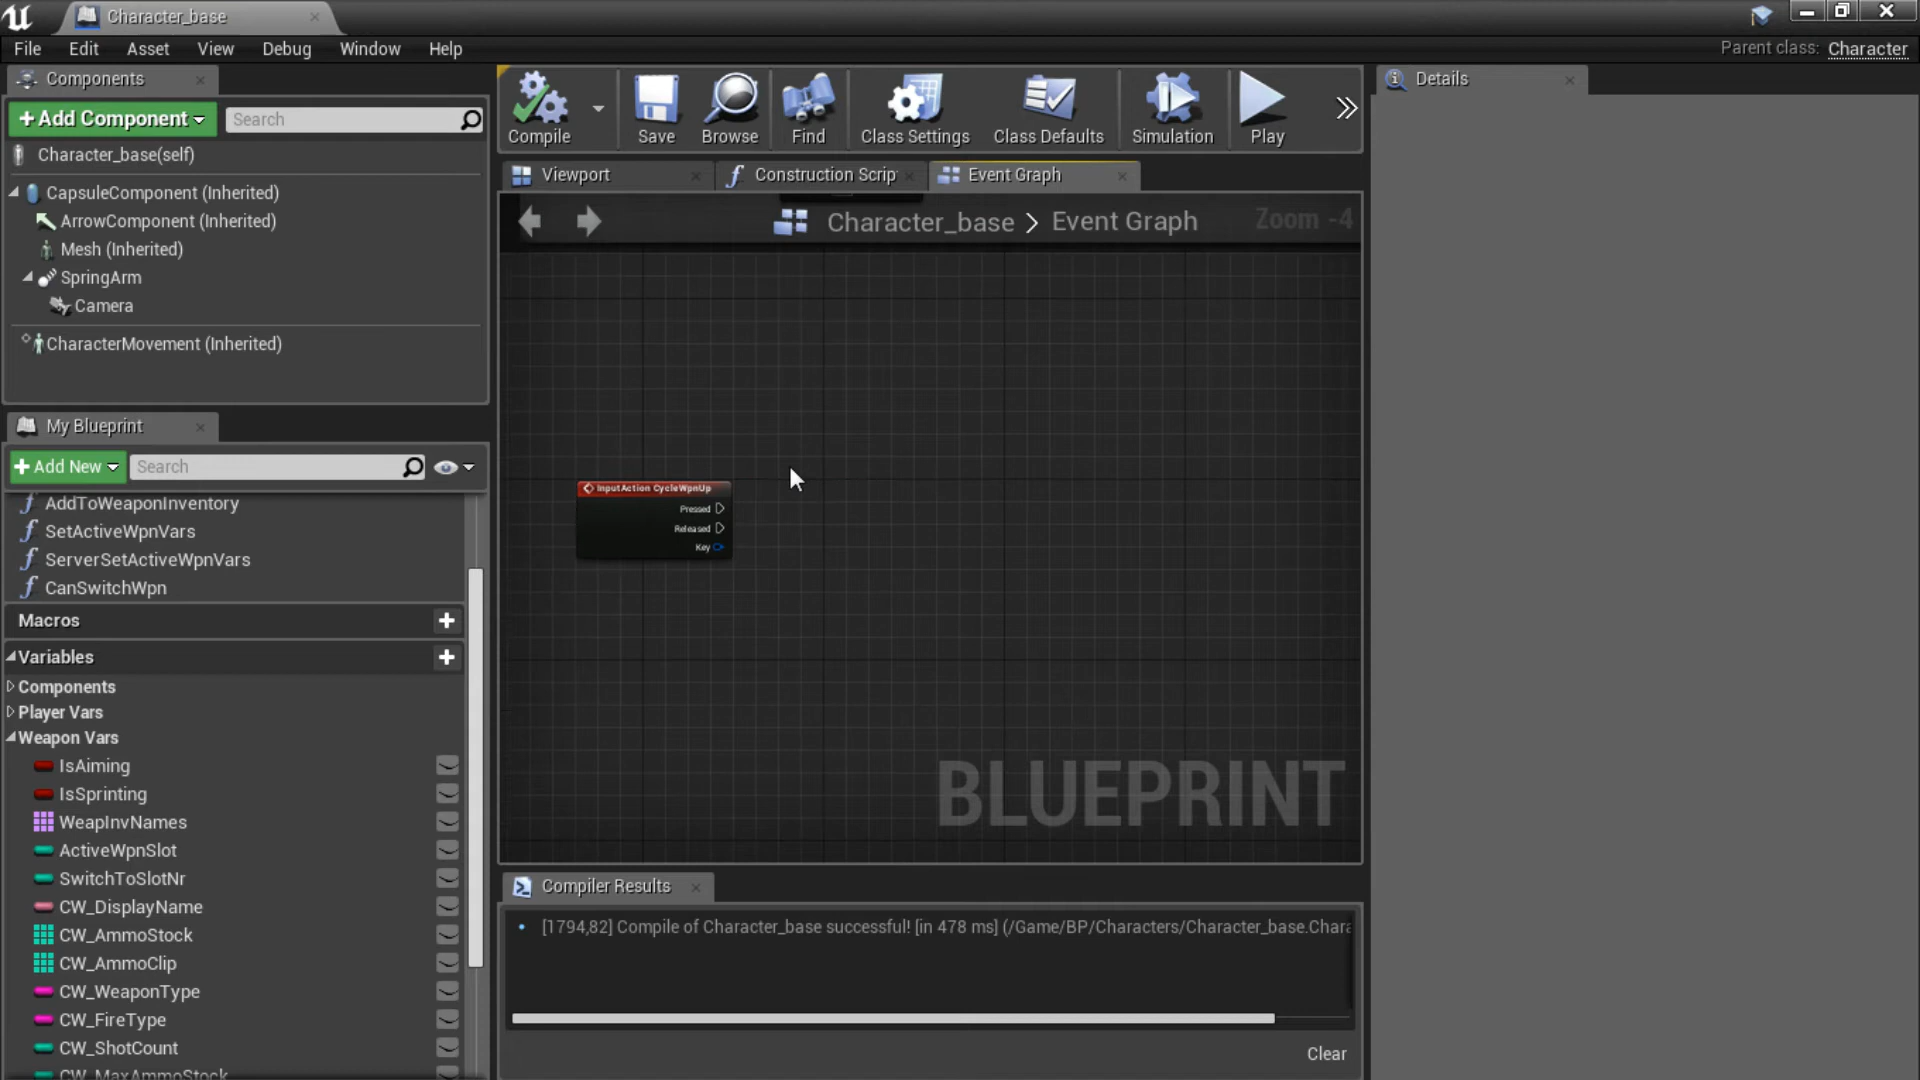 Character_base
File Edit Asset View Debug Window Help
Parent class: Character
Components
+ Add Component
Search
Character_base(self)
CapsuleComponent (Inherited)
ArrowComponent (Inherited)
Mesh (Inherited)
SpringArm
Camera
CharacterMovement (Inherited)
My Blueprint
+ Add New
Search
AddToWeaponInventory
SetActiveWpnVars
ServerSetActiveWpnVars
CanSwitchWpn
Macros
Variables
Components
Player Vars
Weapon Vars
IsAiming
IsSprinting
WeapInvNames
ActiveWpnSlot
SwitchToSlotNr
CW_DisplayName
CW_AmmoStock
CW_AmmoClip
CW_WeaponType
CW_FireType
CW_ShotCount
CW_MaxAmmoStock
Compile Save Browse Find Class Settings Class Defaults Simulation Play
Viewport
Construction Scrip
Event Graph
Character_base > Event Graph
Zoom -4
InputAction CycleWpnUp
Pressed
Released
Key
BLUEPRINT
Compiler Results
[1794,82] Compile of Character_base successful! [in 478 ms] (/Game/BP/Characters/Character_base.Chara
Clear
Details